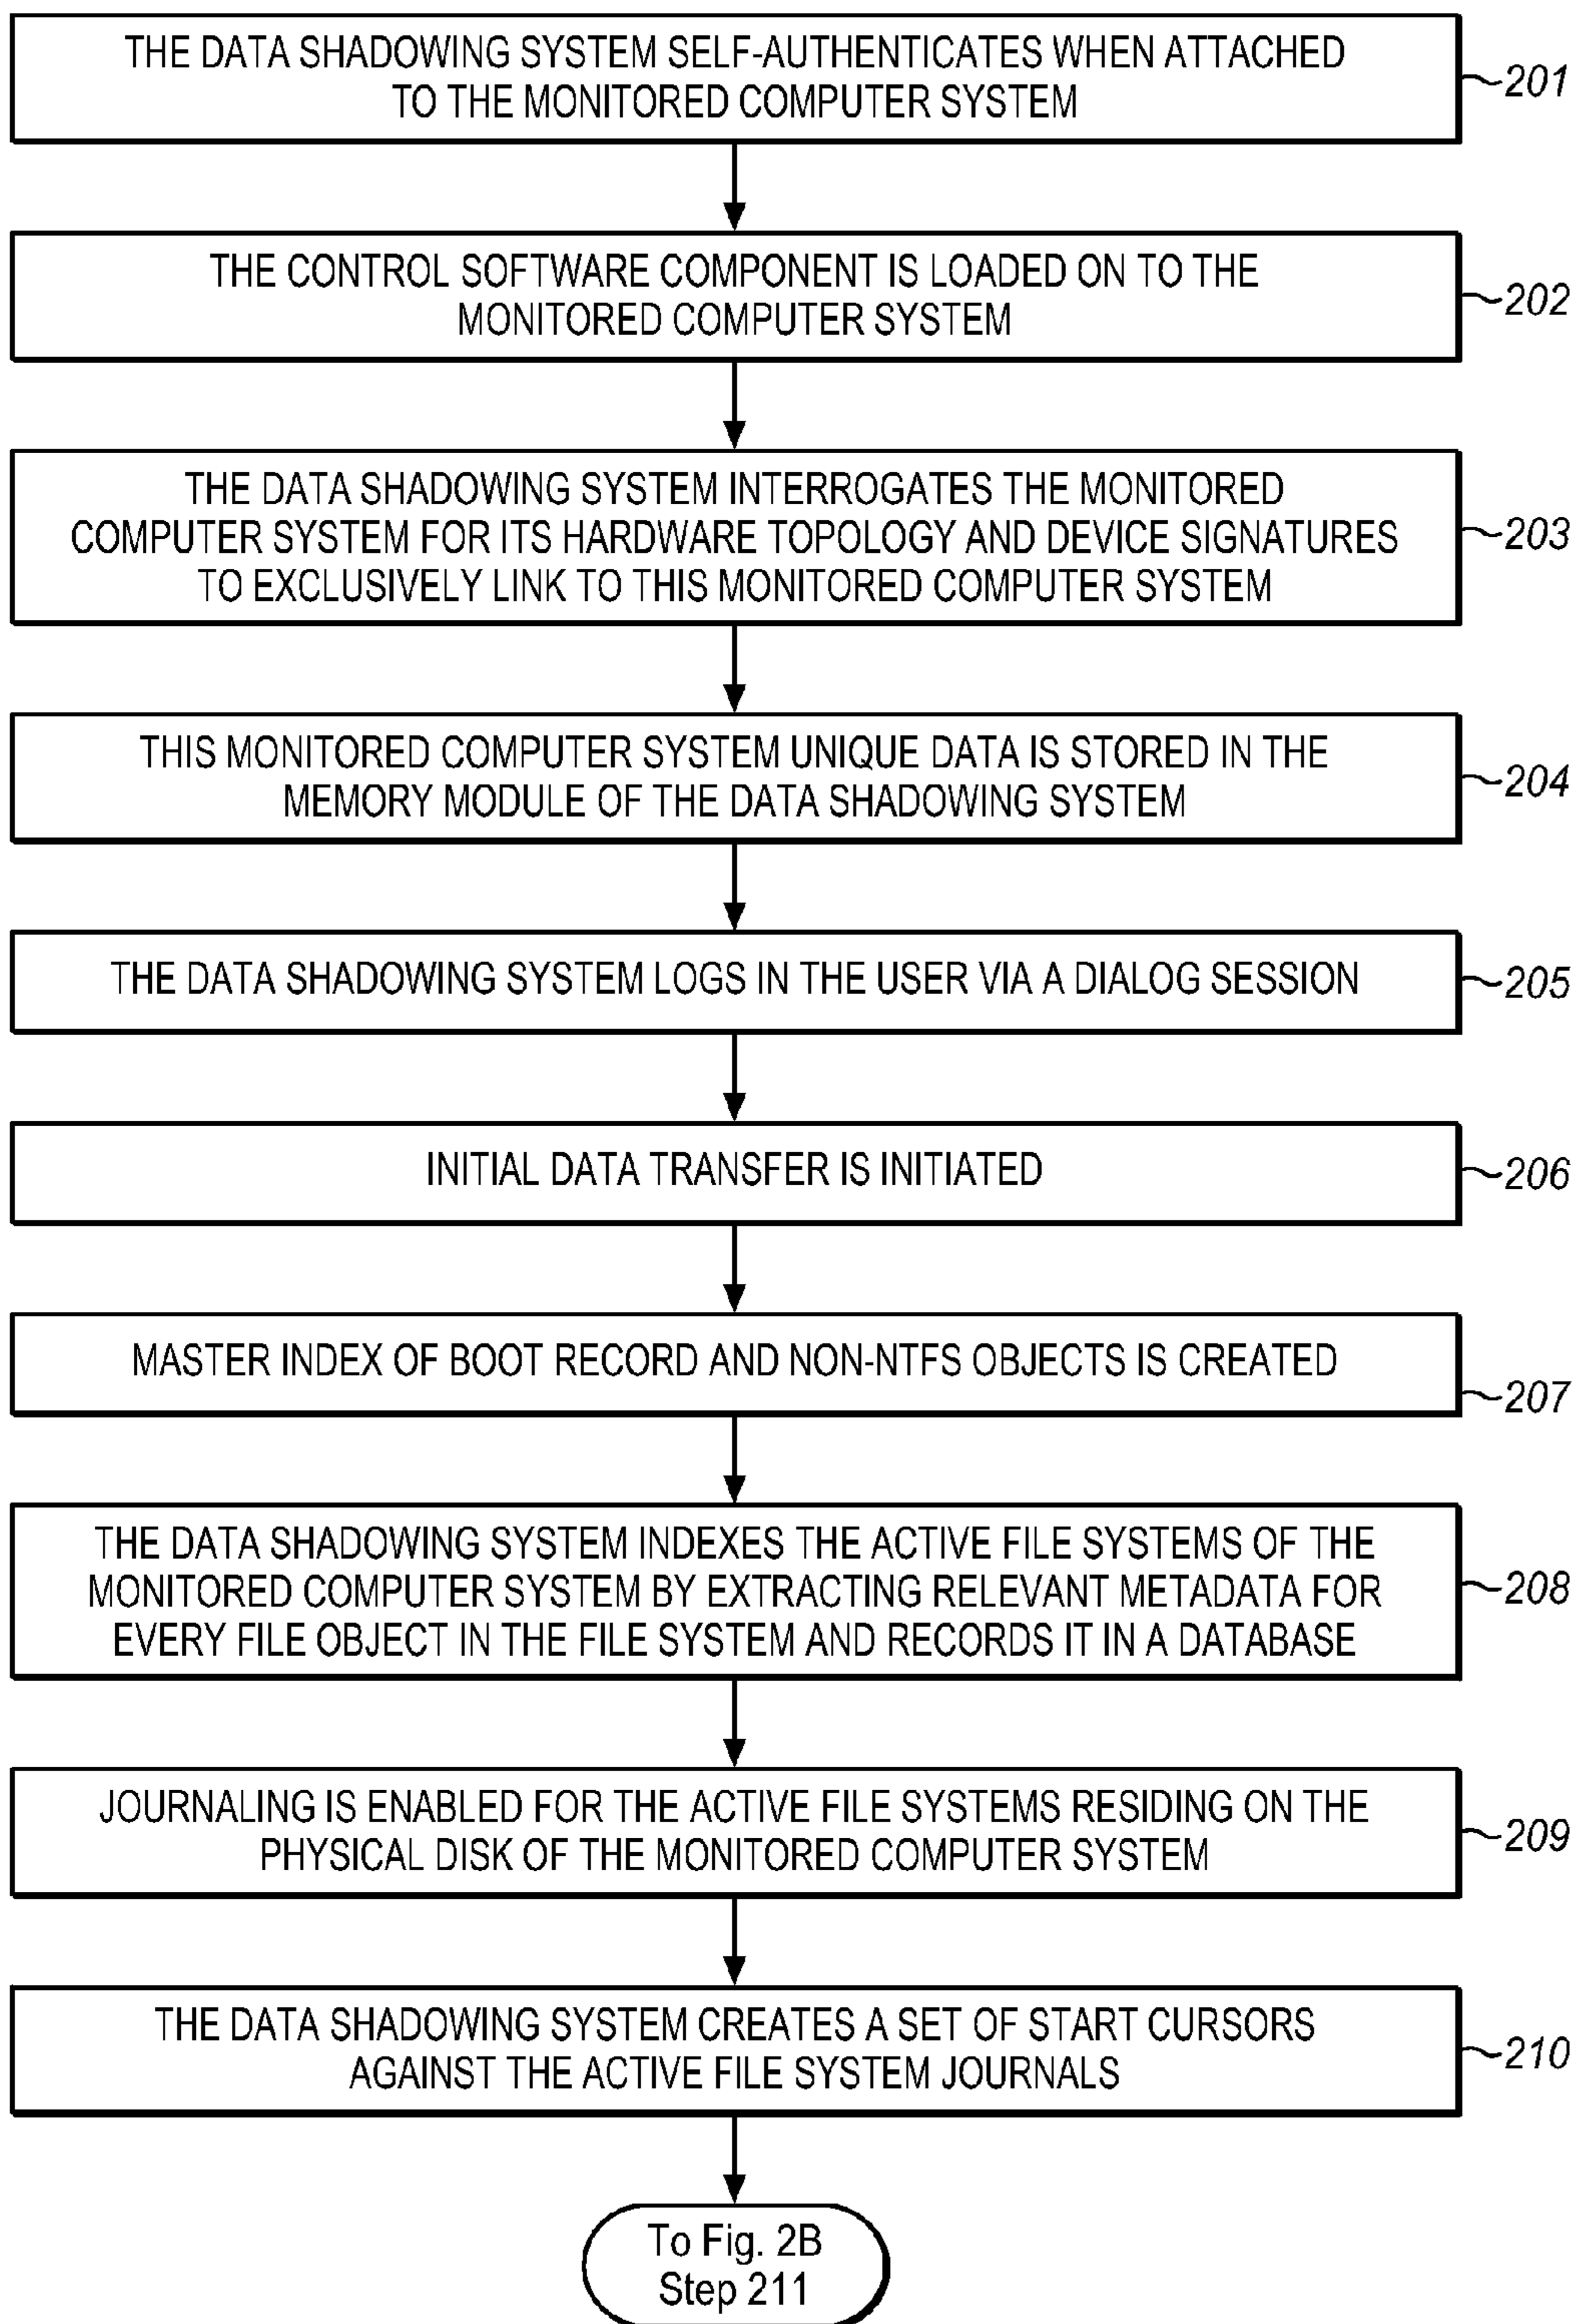 THE DATA SHADOWING SYSTEM SELF-AUTHENTICATES WHEN ATTACHED
TO THE MONITORED COMPUTER SYSTEM
201
THE CONTROL SOFTWARE COMPONENT IS LOADED ON TO THE
MONITORED COMPUTER SYSTEM
202
THE DATA SHADOWING SYSTEM INTERROGATES THE MONITORED
COMPUTER SYSTEM FOR ITS HARDWARE TOPOLOGY AND DEVICE SIGNATURES
TO EXCLUSIVELY LINK TO THIS MONITORED COMPUTER SYSTEM
203
THIS MONITORED COMPUTER SYSTEM UNIQUE DATA IS STORED IN THE
MEMORY MODULE OF THE DATA SHADOWING SYSTEM
204
THE DATA SHADOWING SYSTEM LOGS IN THE USER VIA A DIALOG SESSION
205
INITIAL DATA TRANSFER IS INITIATED
206
MASTER INDEX OF BOOT RECORD AND NON-NTFS OBJECTS IS CREATED
207
THE DATA SHADOWING SYSTEM INDEXES THE ACTIVE FILE SYSTEMS OF THE
MONITORED COMPUTER SYSTEM BY EXTRACTING RELEVANT METADATA FOR
EVERY FILE OBJECT IN THE FILE SYSTEM AND RECORDS IT IN A DATABASE
208
JOURNALING IS ENABLED FOR THE ACTIVE FILE SYSTEMS RESIDING ON THE
PHYSICAL DISK OF THE MONITORED COMPUTER SYSTEM
209
THE DATA SHADOWING SYSTEM CREATES A SET OF START CURSORS
AGAINST THE ACTIVE FILE SYSTEM JOURNALS
210
To Fig. 2B
Step 211